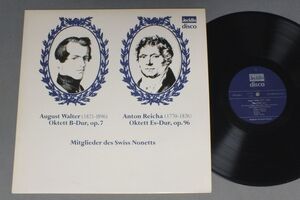 Jecklin
disco
August Walter (1821-1896)
Oktett B-Dur, op. 7
Anton Reicha (1770-1836)
Oktett Es-Dur, op. 96
Mitglieder des Swiss Nonetts
disco